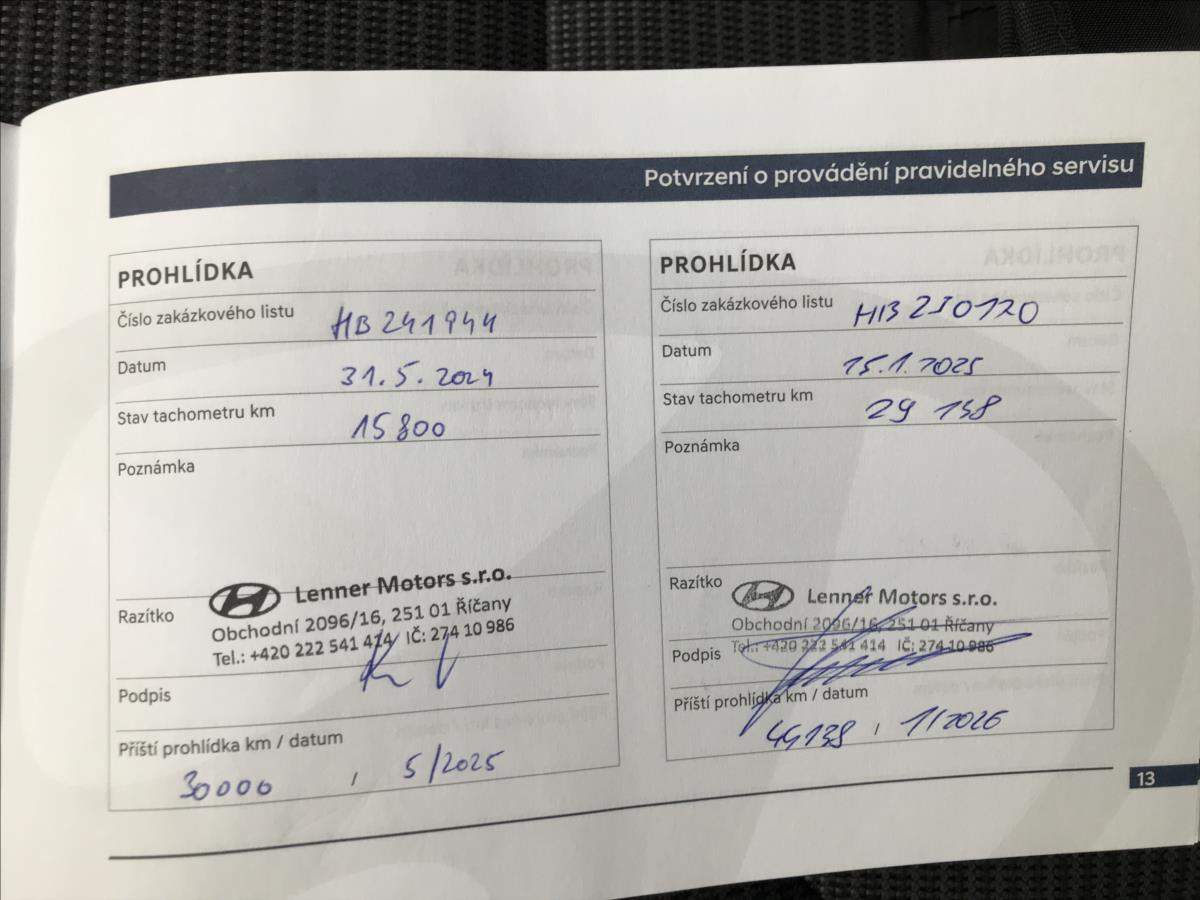 Potvrzení o provádění pravidelného servisu
PROHLÍDKA
Číslo zakázkového listu HB 241944
Datum 31.5.2024
Stav tachometru km 15 800
Poznámka
Razítko Lenner Motors s.r.o.
Obchodní 2096/16, 251 01 Říčany
Tel.: +420 222 541 414 IČ: 274 10 986
Podpis
Příští prohlídka km / datum
30000 / 5/2025
PROHLÍDKA
Číslo zakázkového listu HB 250120
Datum 15.1.2025
Stav tachometru km 29 138
Poznámka
Razítko Lenner Motors s.r.o.
Obchodní 2096/16, 251 01 Říčany
Podpis Tel.: +420 222 541 414 IČ: 274 10 986
Příští prohlídka km / datum
44138 / 1/2026
13